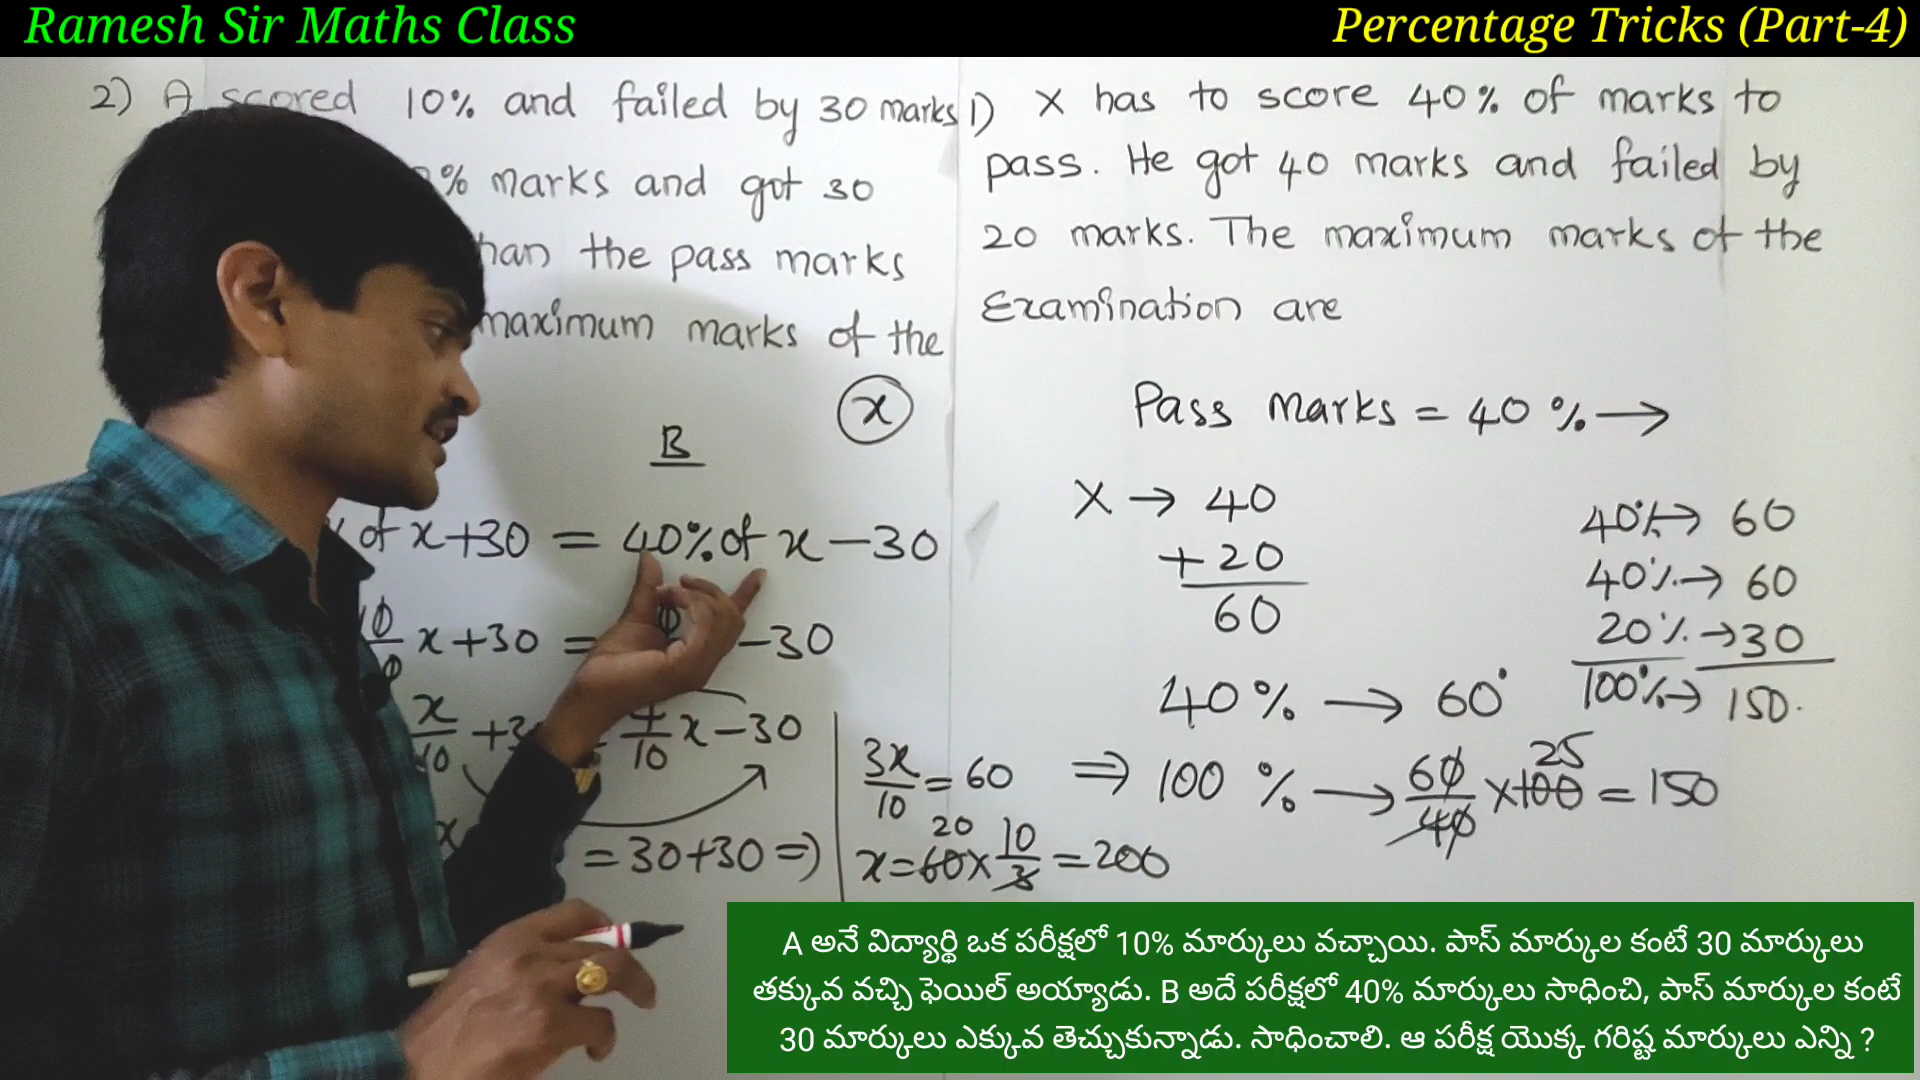 Ramesh Sir Maths Class
Percentage Tricks (Part-4)
2) A scored 10% and failed by 30 marks
% marks and got 30
han the pass marks
maximum marks of the
x
B
of x+30 = 40% of x - 30
x+30 = -30
x/10 + = 4/10 x - 30
= 30+30 ⇒
3x/10 = 60
x = 60 × 10/3 = 200
20
1) X has to score 40% of marks to
pass. He got 40 marks and failed by
20 marks. The maximum marks of the
Examination are
Pass marks = 40 % →
X → 40
+ 20
60
40% → 60
40% → 60
20% → 30
100% → 150.
40 % → 60
⇒ 100 % → 60/40 × 100 = 150
25
A అనే విద్యార్థి ఒక పరీక్షలో 10% మార్కులు వచ్చాయి. పాస్ మార్కుల కంటే 30 మార్కులు
తక్కువ వచ్చి ఫెయిల్ అయ్యాడు. B అదే పరీక్షలో 40% మార్కులు సాధించి, పాస్ మార్కుల కంటే
30 మార్కులు ఎక్కువ తెచ్చుకున్నాడు. సాధించాలి. ఆ పరీక్ష యొక్క గరిష్ట మార్కులు ఎన్ని ?